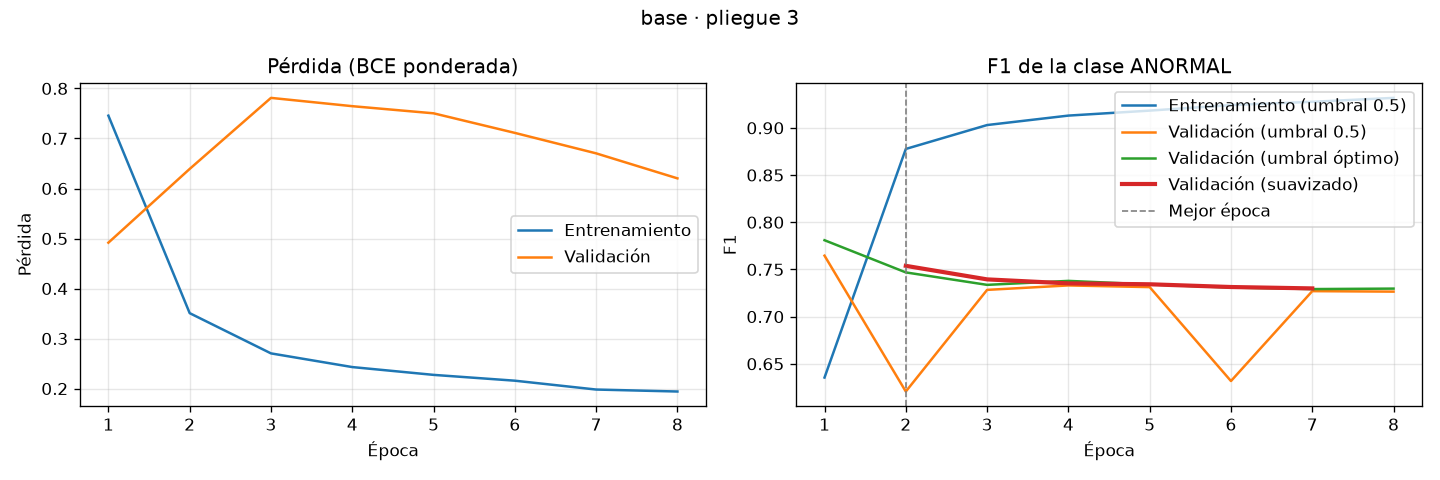 base · pliegue 3
Pérdida (BCE ponderada)
Pérdida
0.8
0.7
0.6
0.5
0.4
0.3
0.2
Entrenamiento
Validación
1 2 3 4 5 6 7 8
Época
F1 de la clase ANORMAL
F1
0.90
0.85
0.80
0.75
0.70
0.65
Entrenamiento (umbral 0.5)
Validación (umbral 0.5)
Validación (umbral óptimo)
Validación (suavizado)
Mejor época
1 2 3 4 5 6 7 8
Época